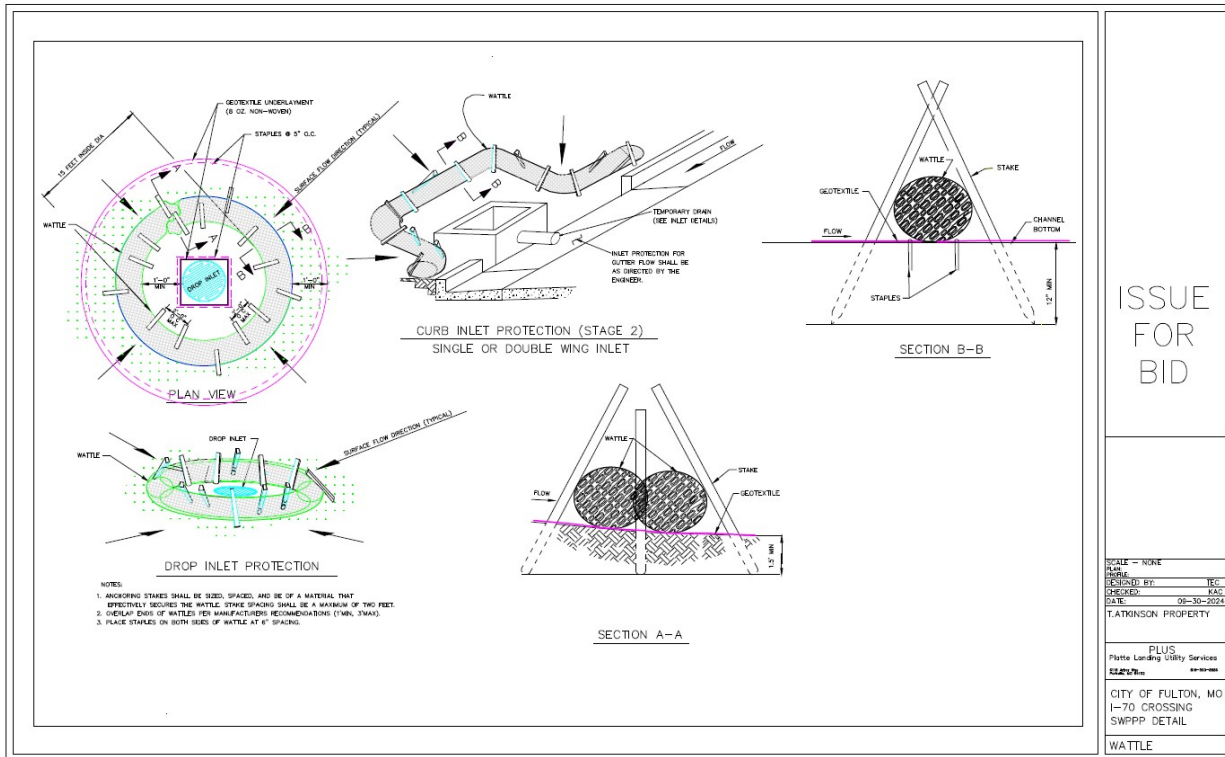 GEOTEXTILE UNDERLAYMENT
(8 OZ. NON-WOVEN)
STAPLES @ 5" O.C.
SURFACE FLOW DIRECTION (TYPICAL)
15 FEET INSIDE DIA
A
A
B
B
WATTLE
1'-0"
MIN
1'-0"
MIN
DROP INLET
MAX
MAX
PLAN VIEW
WATTLE
B
B
FLOW
TEMPORARY DRAIN
(SEE INLET DETAILS)
INLET PROTECTION FOR
GUTTER FLOW SHALL BE
AS DIRECTED BY THE
ENGINEER.
CURB INLET PROTECTION (STAGE 2)
SINGLE OR DOUBLE WING INLET
WATTLE
STAKE
GEOTEXTILE
FLOW
CHANNEL
BOTTOM
STAPLES
12" MIN
SECTION B-B
DROP INLET
WATTLE
SURFACE FLOW DIRECTION (TYPICAL)
DROP INLET PROTECTION
NOTES:
1. ANCHORING STAKES SHALL BE SIZED, SPACED, AND BE OF A MATERIAL THAT
EFFECTIVELY SECURES THE WATTLE. STAKE SPACING SHALL BE A MAXIMUM OF TWO FEET.
2. OVERLAP ENDS OF WATTLES PER MANUFACTURERS RECOMMENDATIONS (1'MIN, 3'MAX).
3. PLACE STAPLES ON BOTH SIDES OF WATTLE AT 6" SPACING.
WATTLE
STAKE
FLOW
GEOTEXTILE
1.5' MIN
SECTION A-A
ISSUE
FOR
BID
SCALE - NONE
PLAN:
PROFILE:
DESIGNED BY: TEC
CHECKED: KAC
DATE: 09-30-2024
T.ATKINSON PROPERTY
PLUS
Platte Landing Utility Services
CITY OF FULTON, MO
I-70 CROSSING
SWPPP DETAIL
WATTLE